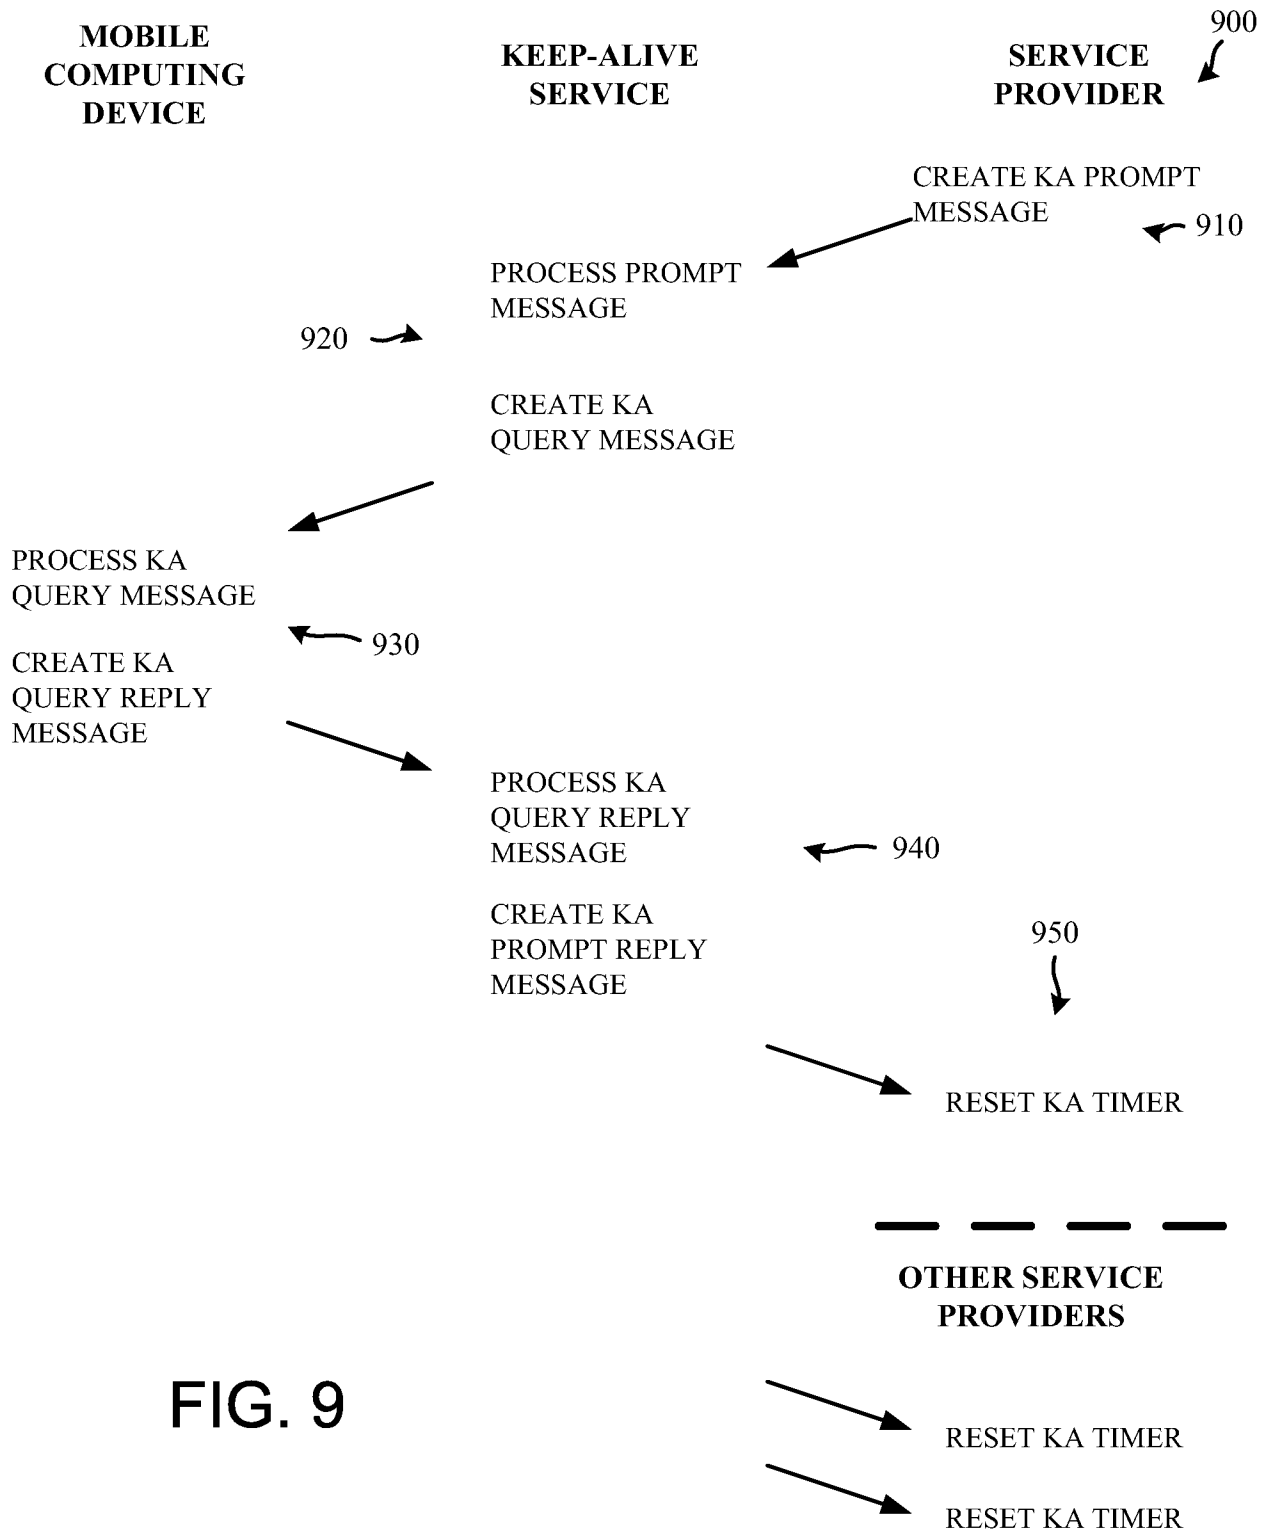 MOBILE
COMPUTING
DEVICE
KEEP-ALIVE
SERVICE
SERVICE
PROVIDER
900
CREATE KA PROMPT
MESSAGE
910
PROCESS PROMPT
MESSAGE
920
CREATE KA
QUERY MESSAGE
PROCESS KA
QUERY MESSAGE
930
CREATE KA
QUERY REPLY
MESSAGE
PROCESS KA
QUERY REPLY
MESSAGE
940
CREATE KA
PROMPT REPLY
MESSAGE
950
RESET KA TIMER
OTHER SERVICE
PROVIDERS
FIG. 9
RESET KA TIMER
RESET KA TIMER